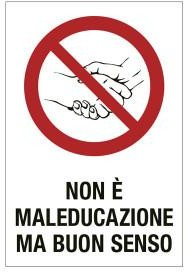 NON È
MALEDUCAZIONE
MA BUON SENSO